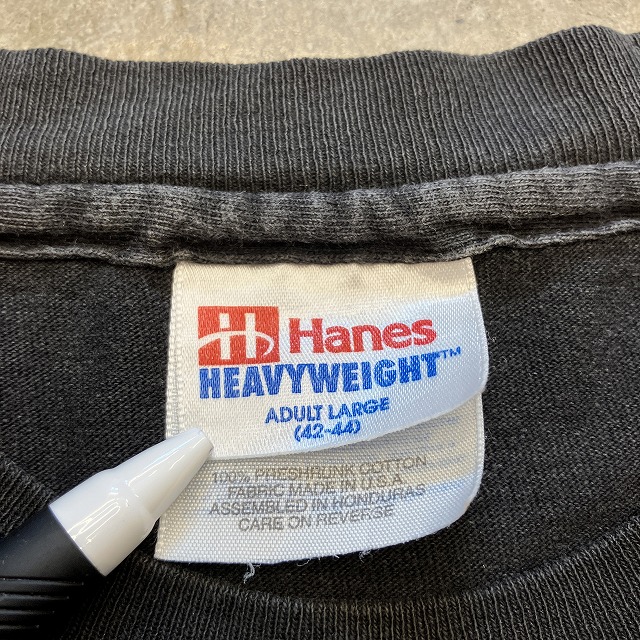 H Hanes
HEAVYWEIGHT™
ADULT LARGE
(42-44)
100% PRESHRUNK COTTON
FABRIC MADE IN U.S.A.
ASSEMBLED IN HONDURAS
CARE ON REVERSE